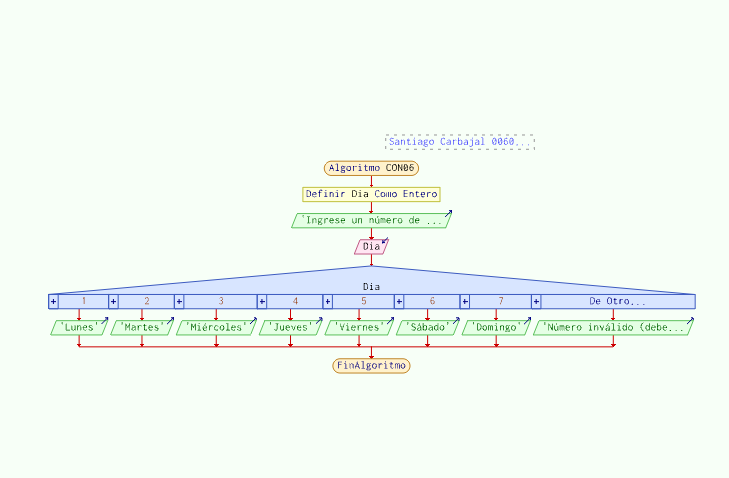 Santiago Carbajal 0060...
Algoritmo CON06
Definir Dia Como Entero
'Ingrese un número de ...
Dia
Dia
+ 1 + 2 + 3 + 4 + 5 + 6 + 7 + De Otro...
'Lunes' 'Martes' 'Miércoles' 'Jueves' 'Viernes' 'Sábado' 'Domingo' 'Número inválido (debe...
FinAlgoritmo